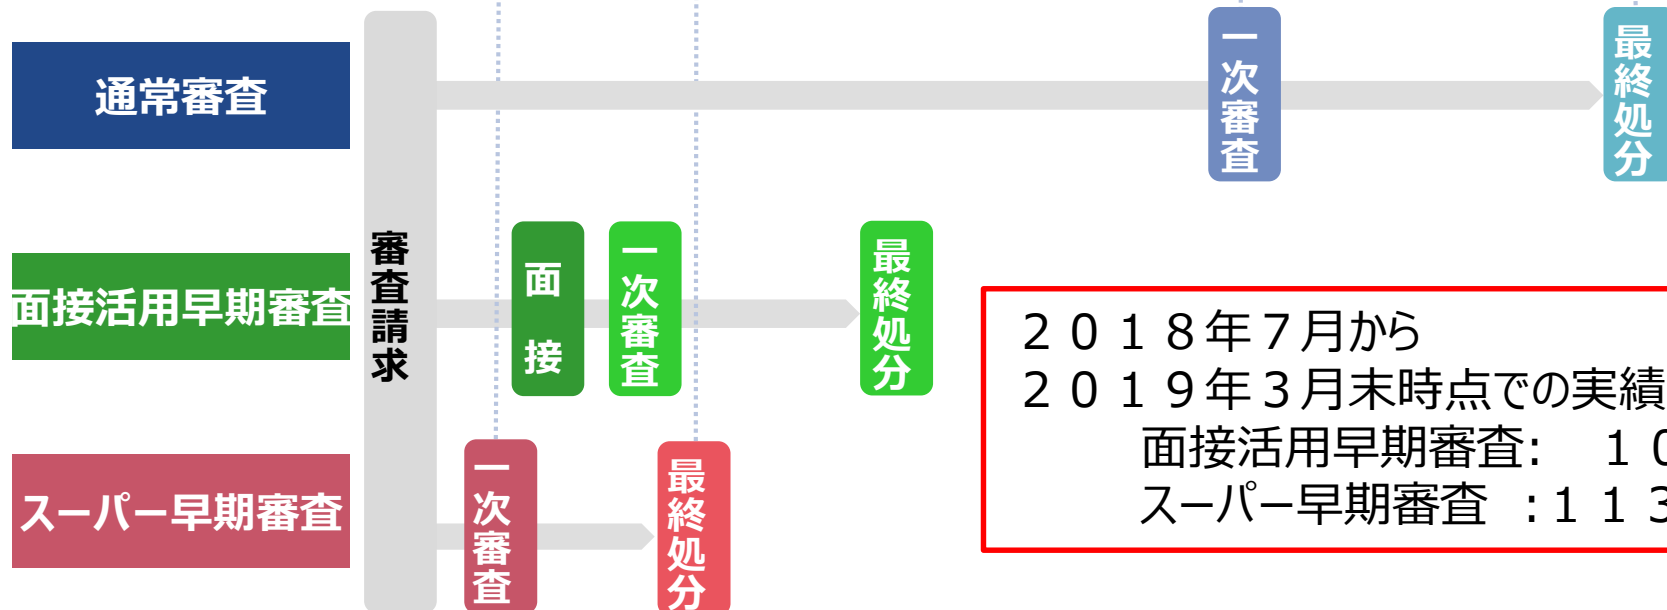 通常審査
一次審査
最終処分
審査請求
面接活用早期審査
面接
一次審査
最終処分
２０１８年７月から
２０１９年３月末時点での実績
面接活用早期審査:　１０
スーパー早期審査　:１１３
スーパー早期審査
一次審査
最終処分